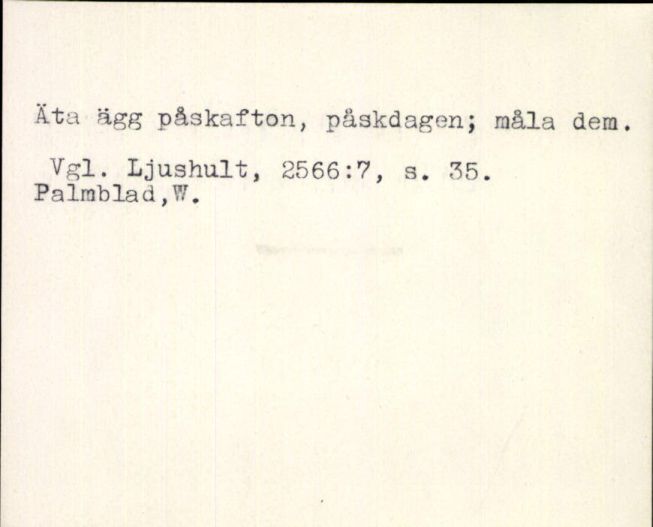 Äta ägg påskafton, påskdagen; måla dem.
Vgl. Ljushult, 2566:7, s. 35.
Palmblad,W.